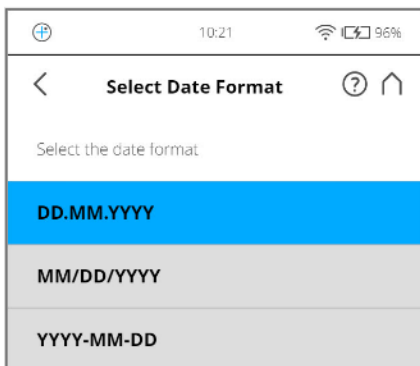 10:21 96%
Select Date Format
Select the date format
DD.MM.YYYY
MM/DD/YYYY
YYYY-MM-DD